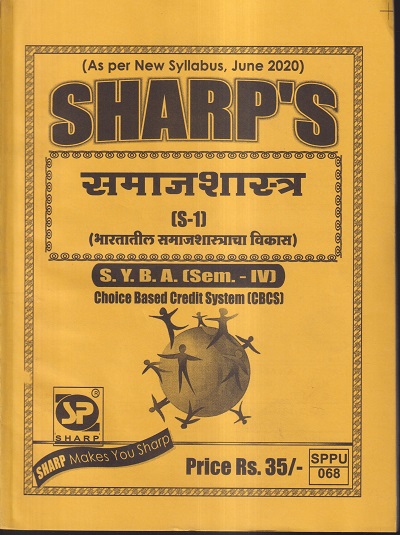 (As per New Syllabus, June 2020)
SHARP'S
समाजशास्त्र
(S-1)
(भारतातील समाजशास्त्राचा विकास)
S. Y. B. A. (Sem. - IV)
Choice Based Credit System (CBCS)
®
SP
SHARP
SHARP Makes You Sharp
Price Rs. 35/-
SPPU
068